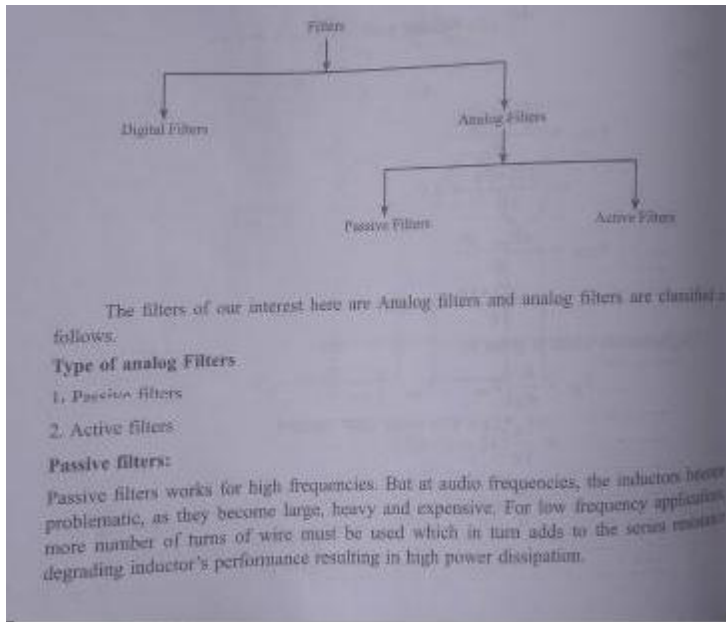 Filters
Digital Filters
Analog Filters
Passive Filters
Active Filters
The filters of our interest here are Analog filters and analog filters are classified
follows.
Type of analog Filters
1. Passive filters
2. Active filters
Passive filters:
Passive filters works for high frequencies. But at audio frequencies, the inductors
problematic, as they become large, heavy and expensive. For low frequency
more number of turns of wire must be used which in turn adds to the series
degrading inductor's performance resulting in high power dissipation.